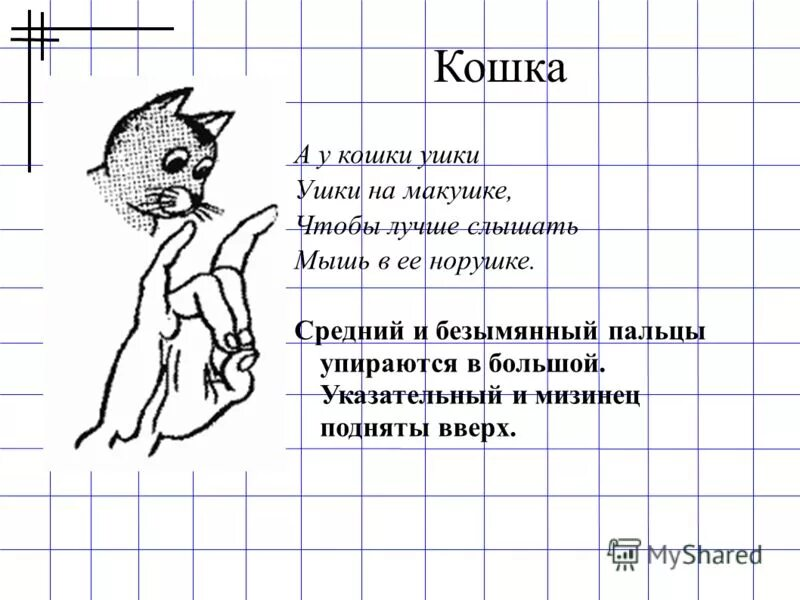 Кошка
А у кошки ушки
Ушки на макушке,
Чтобы лучше слышать
Мышь в ее норушке.
Средний и безымянный пальцы
упираются в большой.
Указательный и мизинец
подняты вверх.
MyShared